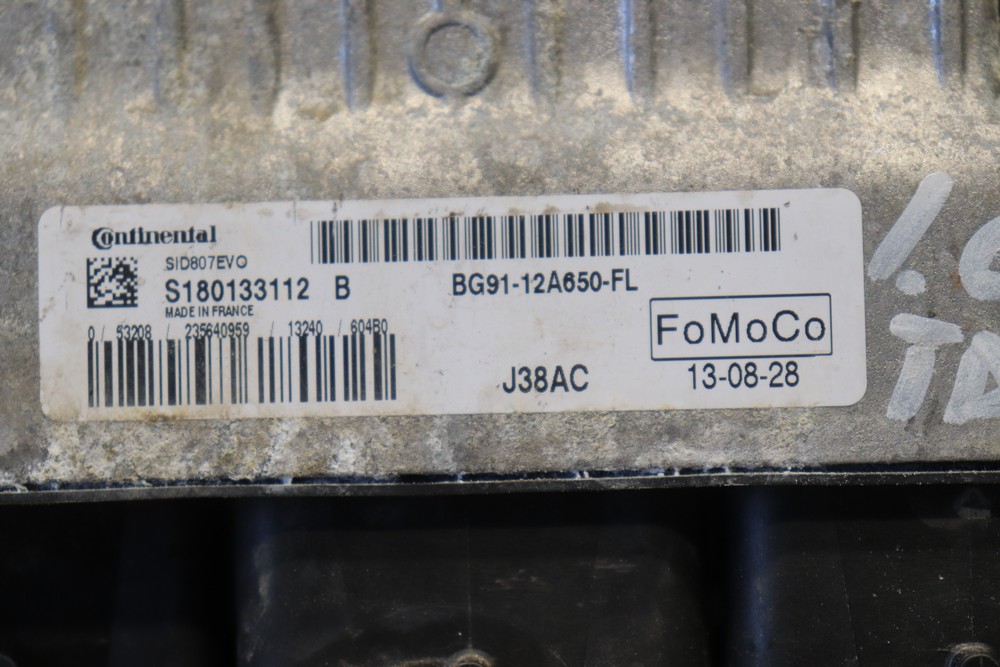 Continental
SID807EVO
S180133112 B
MADE IN FRANCE
0 / 53208 / 235640959 / 13240 / 604B0
BG91-12A650-FL
FoMoCo
J38AC
13-08-28